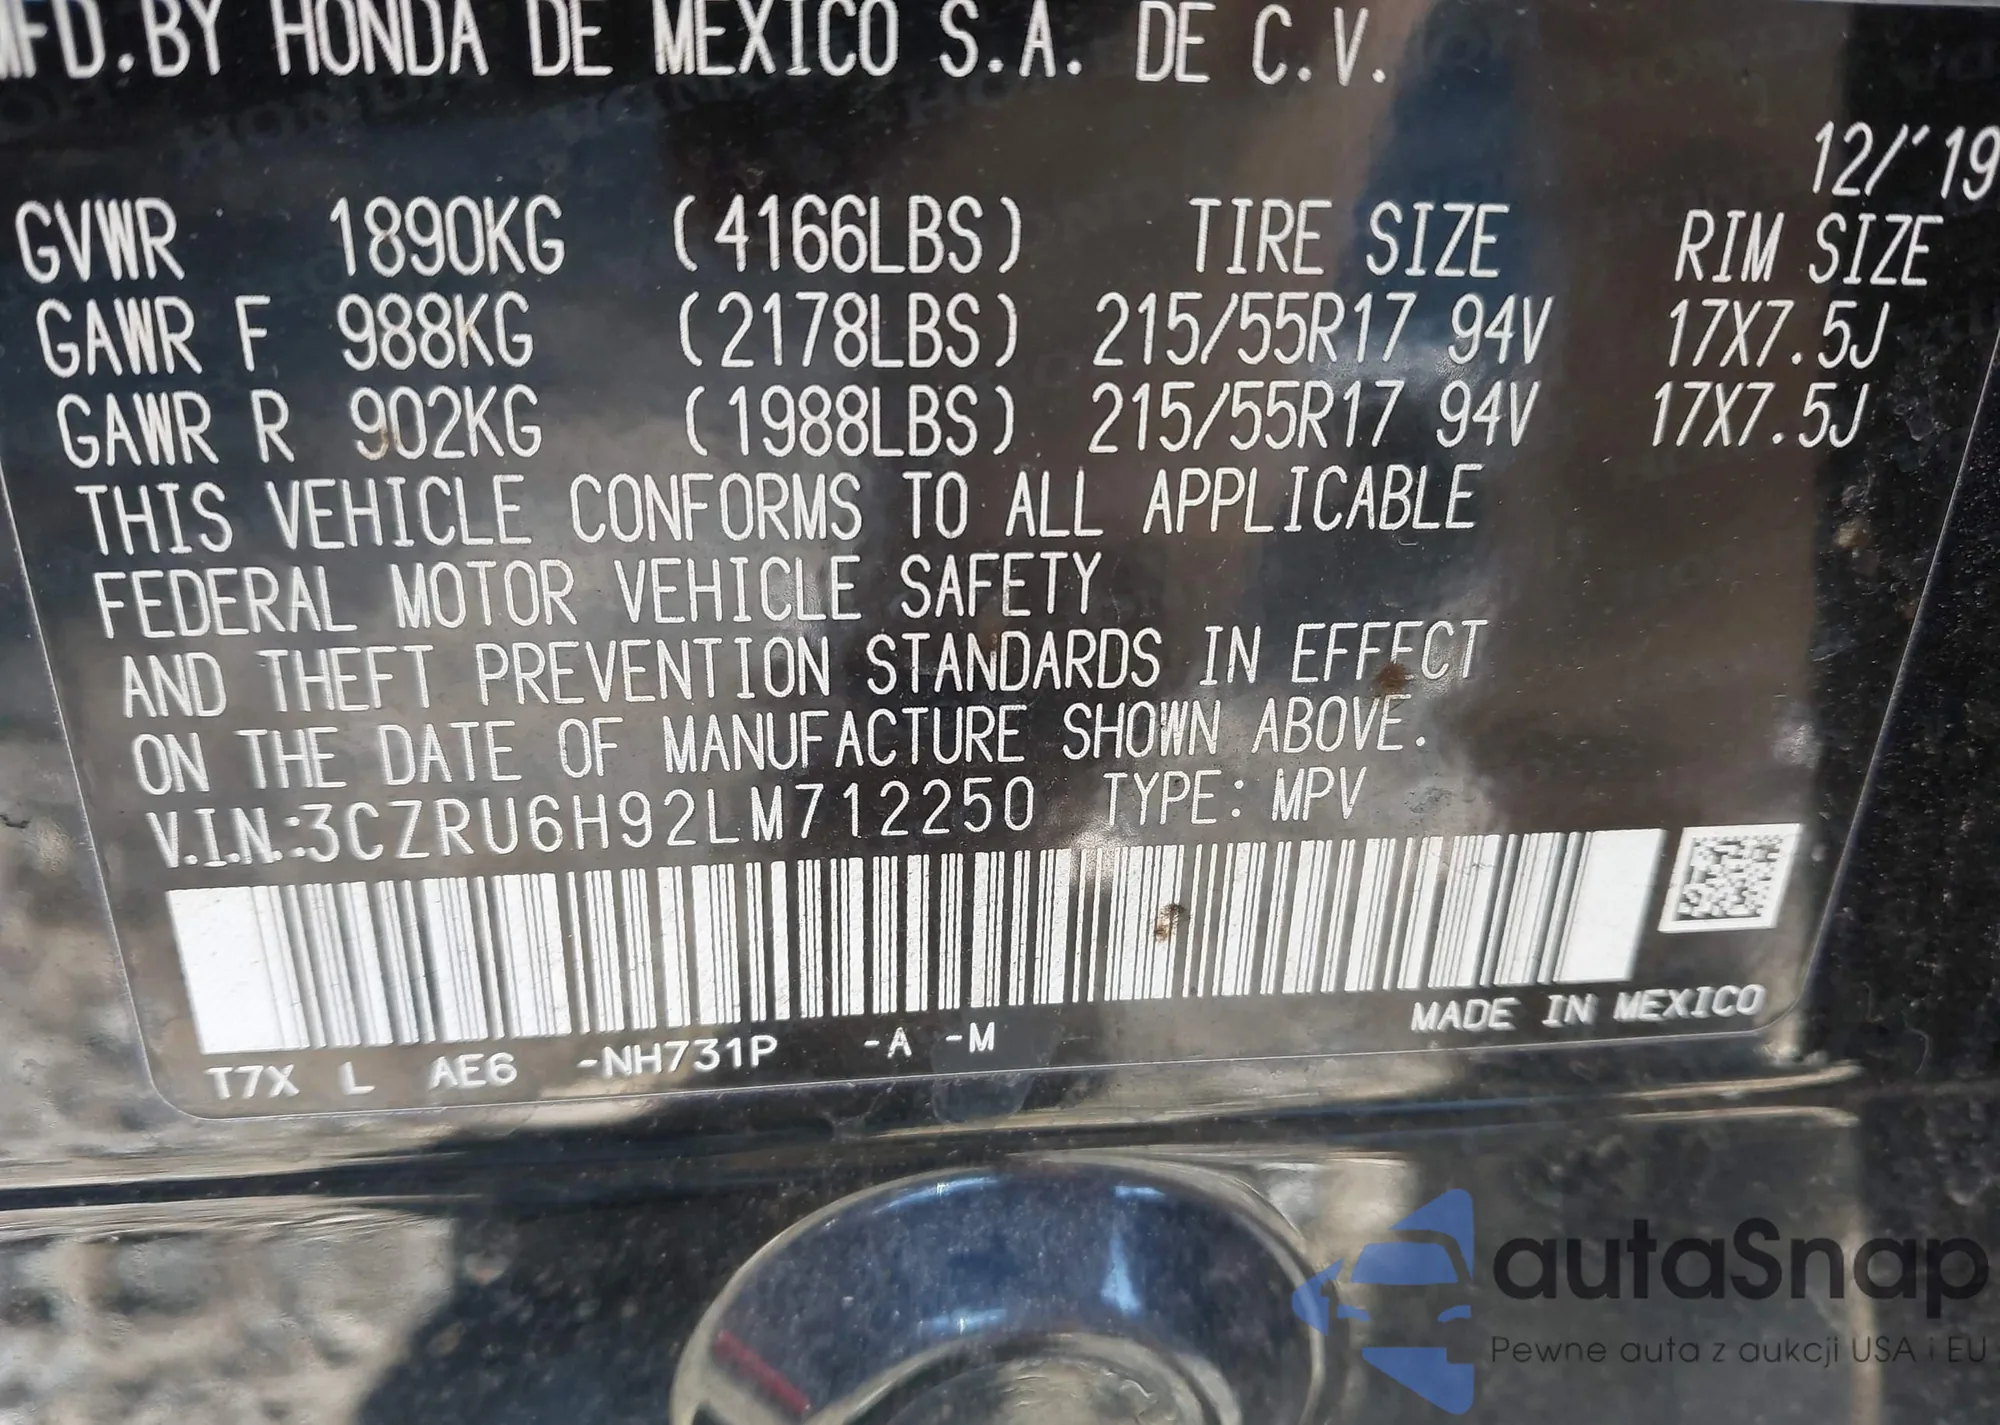 MFD.BY HONDA DE MEXICO S.A. DE C.V.
12/'19
GVWR 1890KG (4166LBS) TIRE SIZE RIM SIZE
GAWR F 988KG (2178LBS) 215/55R17 94V 17X7.5J
GAWR R 902KG (1988LBS) 215/55R17 94V 17X7.5J
THIS VEHICLE CONFORMS TO ALL APPLICABLE
FEDERAL MOTOR VEHICLE SAFETY
AND THEFT PREVENTION STANDARDS IN EFFECT
ON THE DATE OF MANUFACTURE SHOWN ABOVE.
V.I.N.:3CZRU6H92LM712250 TYPE: MPV
MADE IN MEXICO
T7X L AE6 -NH731P -A -M
autaSnap
Pewne auta z aukcji USA i EU